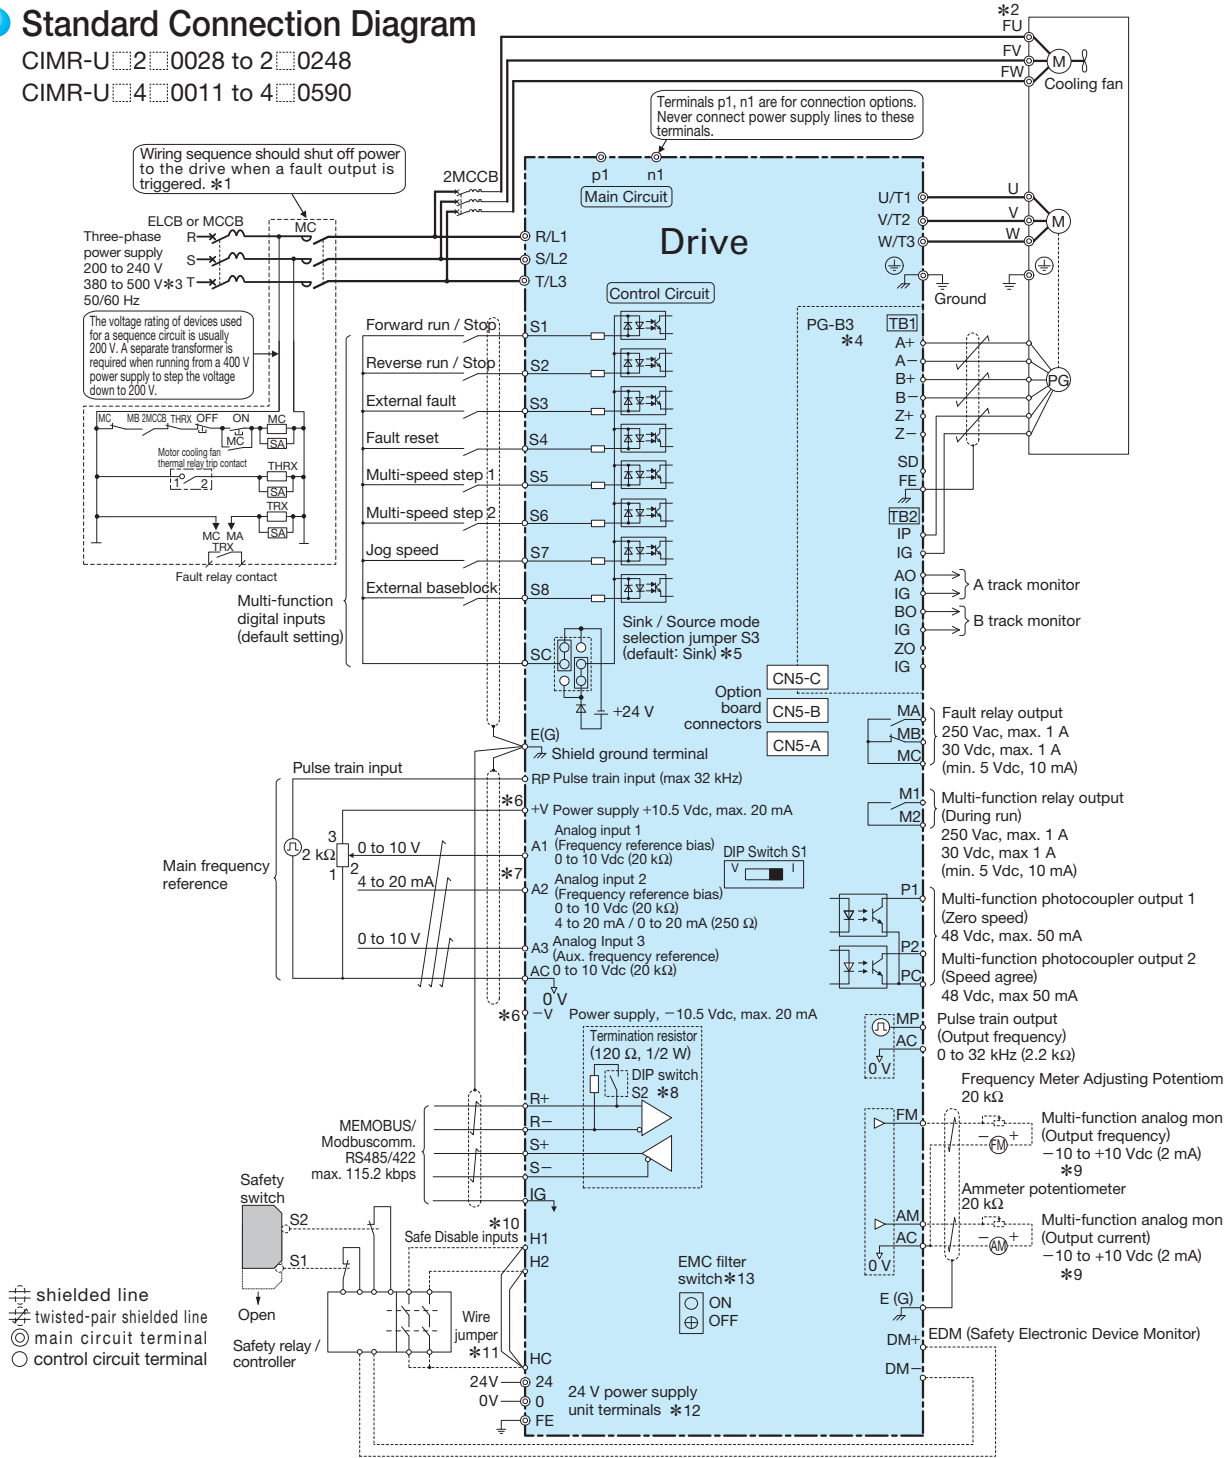 Standard Connection Diagram
CIMR-U□2□0028 to 2□0248
CIMR-U□4□0011 to 4□0590
*2
FU
FV
FW
M
Cooling fan
Terminals p1, n1 are for connection options.
Never connect power supply lines to these
terminals.
Wiring sequence should shut off power
to the drive when a fault output is
triggered. *1
2MCCB
p1
n1
Main Circuit
Drive
ELCB or MCCB
MC
Three-phase
power supply
200 to 240 V
380 to 500 V*3
50/60 Hz
R
S
T
R/L1
S/L2
T/L3
U/T1
V/T2
W/T3
U
V
W
M
Ground
Control Circuit
The voltage rating of devices used
for a sequence circuit is usually
200 V. A separate transformer is
required when running from a 400 V
power supply to step the voltage
down to 200 V.
MC
MB
2MCCB
THRX
OFF
ON
MC
MC
SA
Motor cooling fan
thermal relay trip contact
1
2
THRX
SA
TRX
SA
MC
MA
TRX
Fault relay contact
Forward run / Stop
S1
Reverse run / Stop
S2
External fault
S3
Fault reset
S4
Multi-speed step 1
S5
Multi-speed step 2
S6
Jog speed
S7
External baseblock
S8
Multi-function
digital inputs
(default setting)
SC
Sink / Source mode
selection jumper S3
(default: Sink) *5
+24 V
PG-B3
*4
TB1
A+
A−
B+
B−
Z+
Z−
SD
FE
PG
TB2
IP
IG
AO
IG
BO
IG
ZO
IG
A track monitor
B track monitor
Option
board
connectors
CN5-C
CN5-B
CN5-A
E(G)
Shield ground terminal
MA
MB
MC
Fault relay output
250 Vac, max. 1 A
30 Vdc, max. 1 A
(min. 5 Vdc, 10 mA)
M1
M2
Multi-function relay output
(During run)
250 Vac, max. 1 A
30 Vdc, max 1 A
(min. 5 Vdc, 10 mA)
Pulse train input
RP
Pulse train input (max 32 kHz)
*6
+V
Power supply +10.5 Vdc, max. 20 mA
Main frequency
reference
3
2 kΩ
1
2
0 to 10 V
A1
Analog input 1
(Frequency reference bias)
0 to 10 Vdc (20 kΩ)
*7
4 to 20 mA
A2
Analog input 2
(Frequency reference bias)
0 to 10 Vdc (20 kΩ)
4 to 20 mA / 0 to 20 mA (250 Ω)
DIP Switch S1
V
I
0 to 10 V
A3
Analog Input 3
(Aux. frequency reference)
AC
0 to 10 Vdc (20 kΩ)
0 V
*6
−V
Power supply, −10.5 Vdc, max. 20 mA
P1
P2
PC
Multi-function photocoupler output 1
(Zero speed)
48 Vdc, max. 50 mA
Multi-function photocoupler output 2
(Speed agree)
48 Vdc, max 50 mA
MP
AC
0 V
Pulse train output
(Output frequency)
0 to 32 kHz (2.2 kΩ)
Termination resistor
(120 Ω, 1/2 W)
DIP switch
S2 *8
MEMOBUS/
Modbuscomm.
RS485/422
max. 115.2 kbps
R+
R−
S+
S−
IG
Frequency Meter Adjusting Potentiom
20 kΩ
FM
−
FM
+
Multi-function analog mon
(Output frequency)
−10 to +10 Vdc (2 mA)
*9
Ammeter potentiometer
20 kΩ
AM
AC
0 V
−
AM
+
Multi-function analog mon
(Output current)
−10 to +10 Vdc (2 mA)
*9
E (G)
Safety
switch
S2
S1
Open
Safety relay /
controller
*10
Safe Disable inputs
H1
H2
Wire
jumper
*11
HC
EMC filter
switch*13
ON
OFF
DM+
DM−
EDM (Safety Electronic Device Monitor)
24V
24
0V
0
FE
24 V power supply
unit terminals *12
shielded line
twisted-pair shielded line
main circuit terminal
control circuit terminal